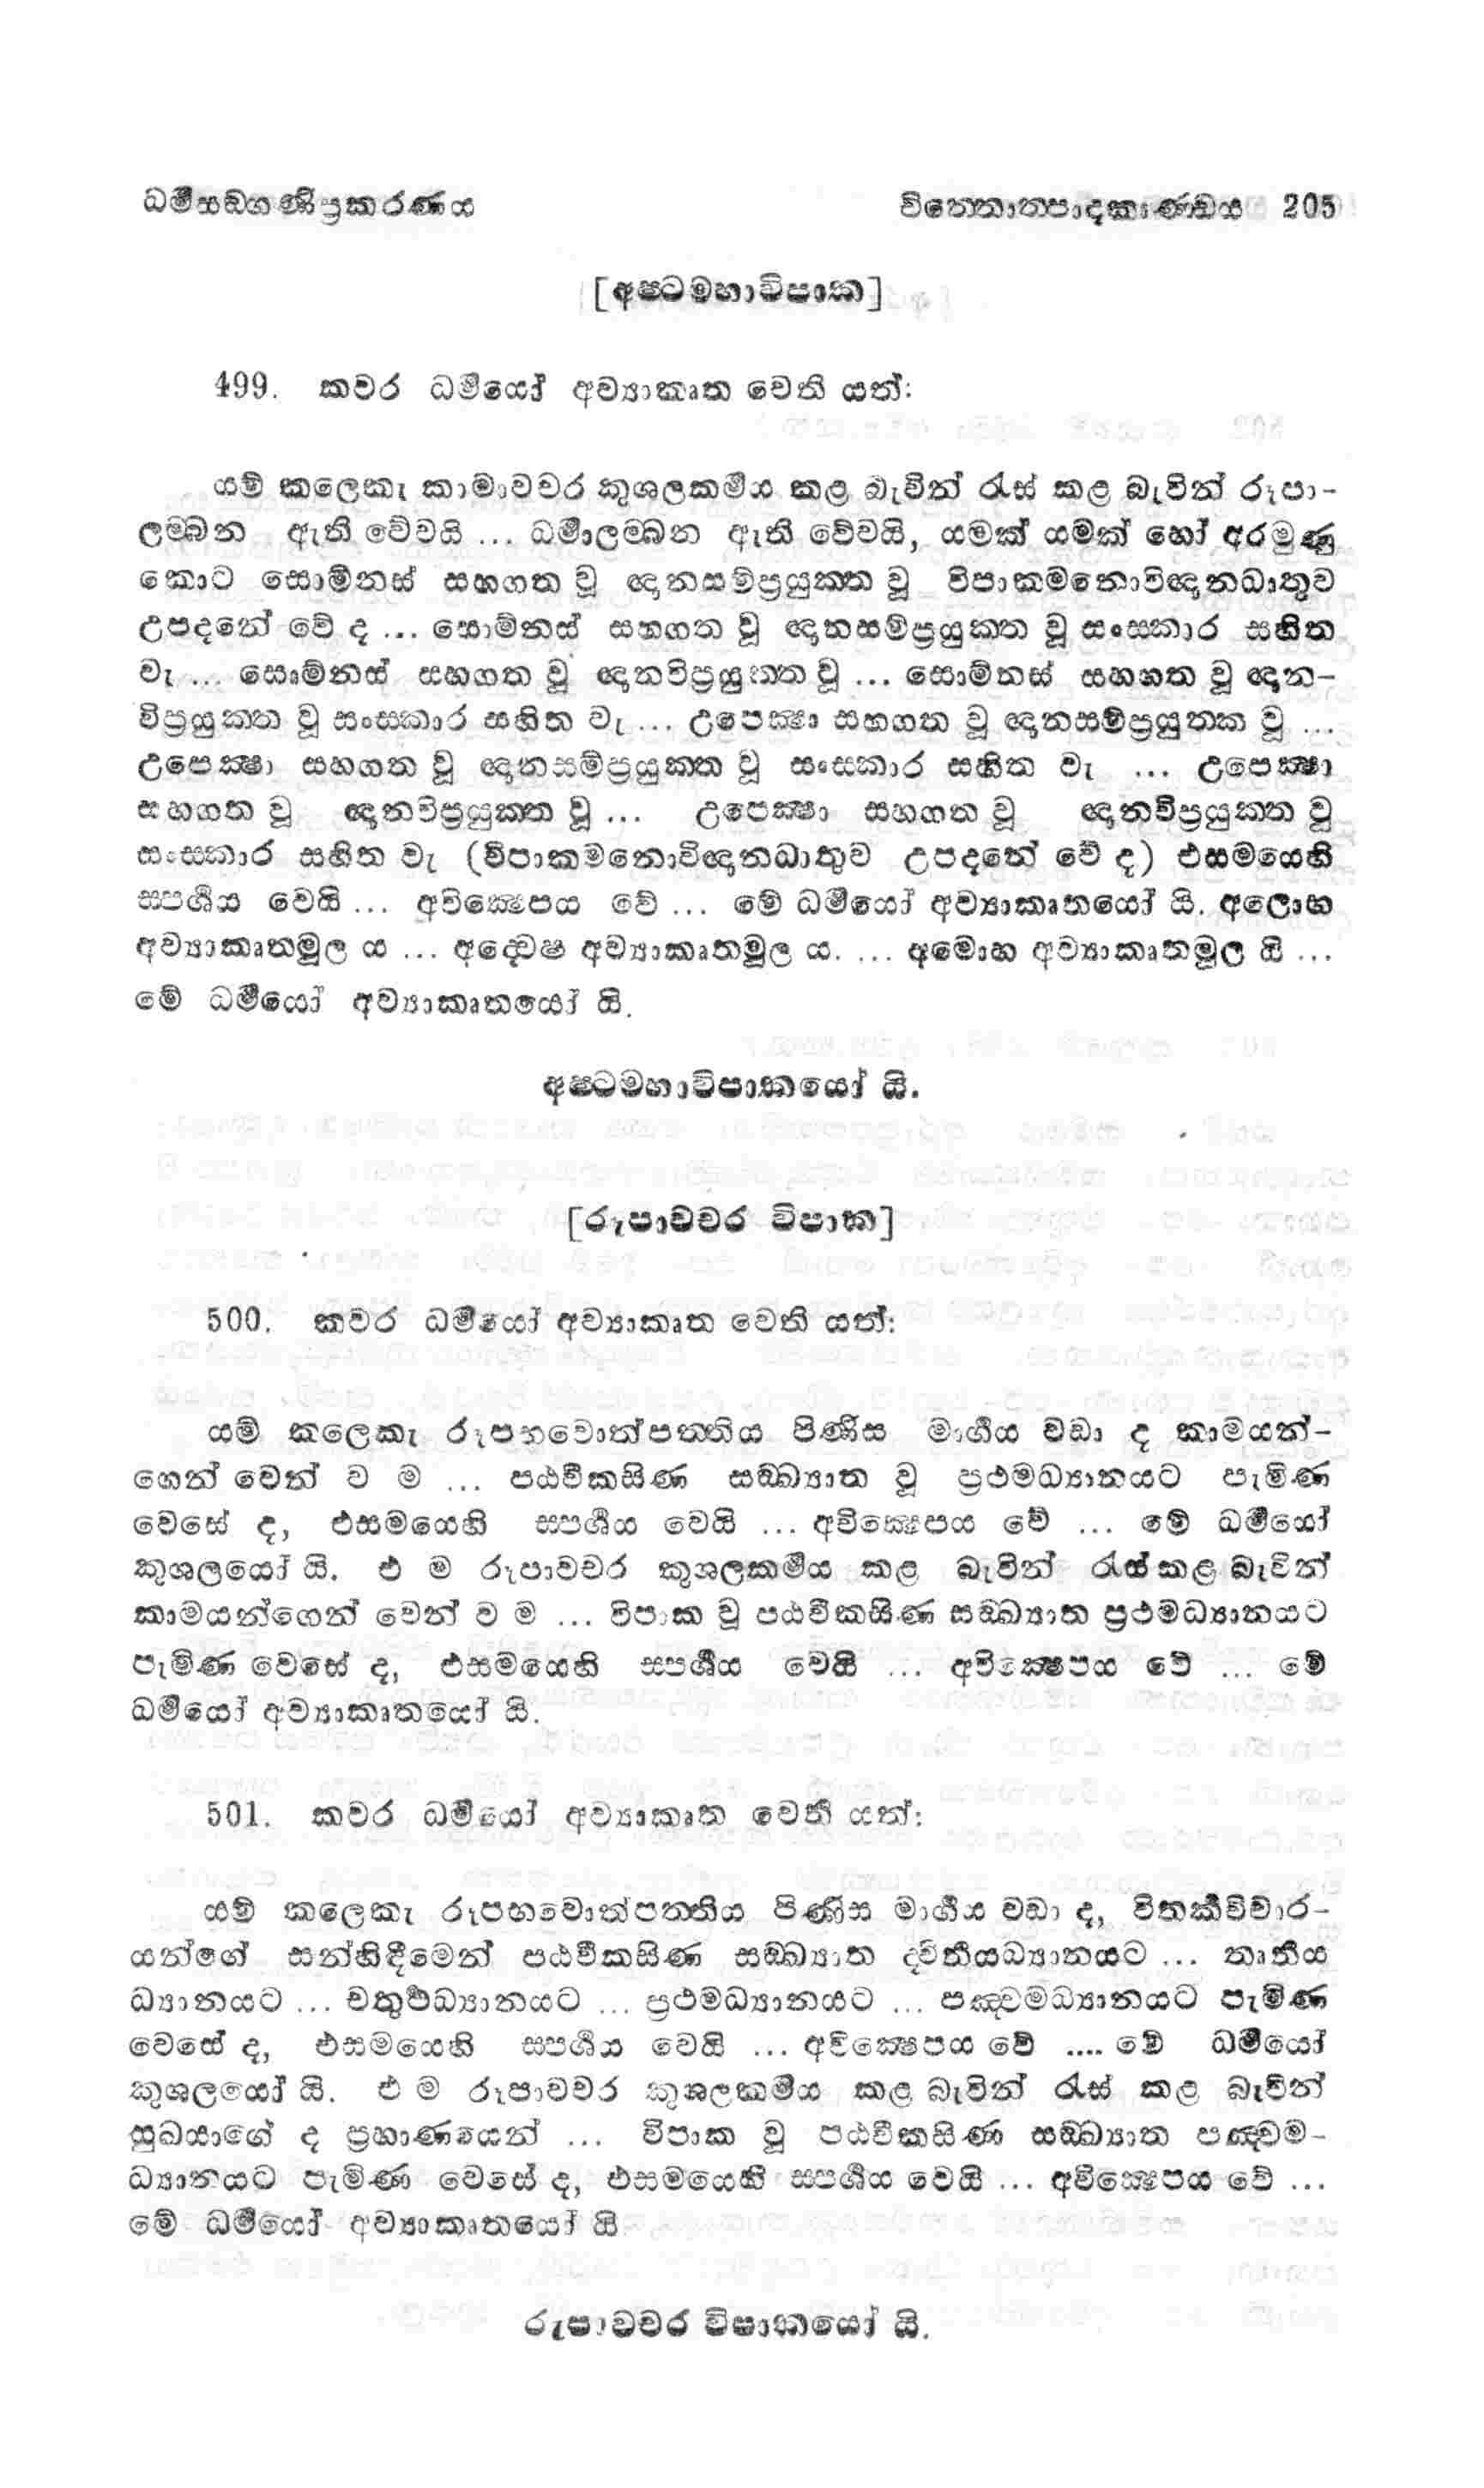 ධර්මසඞ්ගණිප්‍රකරණය චිත්තොත්පාදකාණ්ඩය 205
[අෂ්ටමහාවිපාක]
499. කවර ධර්මයෝ අව්‍යාකෘත වෙති යත්:
යම් කලෙකැ කාමාවචර කුශලකර්මය කළ බැවින් රැස් කළ බැවින් රූපා-
ලම්බන ඇති වේවයි ... ධර්මාලම්බන ඇති වේවයි, යමක් යමක් හෝ අරමුණු
කොට සොම්නස් සහගත වූ ඥානසම්ප්‍රයුක්ත වූ විපාකමනොවිඥානධාතුව
උපදනේ වේ ද ... සොම්නස් සහගත වූ ඥානසම්ප්‍රයුක්ත වූ සංස්කාර සහිත
වැ ... සොම්නස් සහගත වූ ඥානවිප්‍රයුක්ත වූ ... සොම්නස් සහගත වූ ඥාන-
විප්‍රයුක්ත වූ සංස්කාර සහිත වැ ... උපෙක්ෂා සහගත වූ ඥානසම්ප්‍රයුත්ක වූ ...
උපෙක්ෂා සහගත වූ ඥානසම්ප්‍රයුක්ත වූ සංස්කාර සහිත වැ ... උපෙක්ෂා
සහගත වූ ඥානවිප්‍රයුක්ත වූ ... උපෙක්ෂා සහගත වූ ඥානවිප්‍රයුක්ත වූ
සංස්කාර සහිත වැ (විපාකමනොවිඥානධාතුව උපදනේ වේ ද) එසමයෙහි
ස්පර්ශය වෙයි ... අවික්ෂෙපය වේ ... මේ ධර්මයෝ අව්‍යාකෘතයෝ යි. අලොභ
අව්‍යාකෘතමූල ය ... අද්වෙෂ අව්‍යාකෘතමූල ය. ... අමොහ අව්‍යාකෘතමූල යි ...
මේ ධර්මයෝ අව්‍යාකෘතයෝ යි.
අෂ්ටමහාවිපාකයෝ යි.
[රූපාවචර විපාක]
500. කවර ධර්මයෝ අව්‍යාකෘත වෙති යත්:
යම් කලෙකැ රූපභවොත්පත්තිය පිණිස මාර්ගය වඩා ද කාමයන්-
ගෙන් වෙන් ව ම ... පඨවිකසිණ සඞ්ඛ්‍යාත වූ ප්‍රථමධ්‍යානයට පැමිණ
වෙසේ ද, එසමයෙහි ස්පර්ශය වෙයි ... අවික්ෂෙපය වේ ... මේ ධර්මයෝ
කුශලයෝ යි. එ ම රූපාවචර කුශලකර්මය කළ බැවින් රැස්කළ බැවින්
කාමයන්ගෙන් වෙන් ව ම ... විපාක වූ පඨවිකසිණ සඞ්ඛ්‍යාත ප්‍රථමධ්‍යානයට
පැමිණ වෙසේ ද, එසමයෙහි ස්පර්ශය වෙයි ... අවික්ෂෙපය වේ ... මේ
ධර්මයෝ අව්‍යාකෘතයෝ යි.
501. කවර ධර්මයෝ අව්‍යාකෘත වෙති යත්:
යම් කලෙකැ රූපභවොත්පත්තිය පිණිස මාර්ගය වඩා ද, විතර්කවිචාර-
යන්ගේ සන්හිඳීමෙන් පඨවිකසිණ සඞ්ඛ්‍යාත ද්විතීයධ්‍යානයට ... තෘතීය
ධ්‍යානයට ... චතුර්ථධ්‍යානයට ... ප්‍රථමධ්‍යානයට ... පඤ්චමධ්‍යානයට පැමිණ
වෙසේ ද, එසමයෙහි ස්පර්ශය වෙයි ... අවික්ෂෙපය වේ .... මේ ධර්මයෝ
කුශලයෝ යි. එ ම රූපාවචර කුශලකර්මය කළ බැවින් රැස් කළ බැවින්
සුඛයාගේ ද ප්‍රහාණයෙන් ... විපාක වූ පඨවිකසිණ සඞ්ඛ්‍යාත පඤ්චම-
ධ්‍යානයට පැමිණ වෙසේ ද, එසමයෙහි ස්පර්ශය වෙයි ... අවික්ෂෙපය වේ ...
මේ ධර්මයෝ අව්‍යාකෘතයෝ යි
රූපාවචර විපාකයෝ යි.